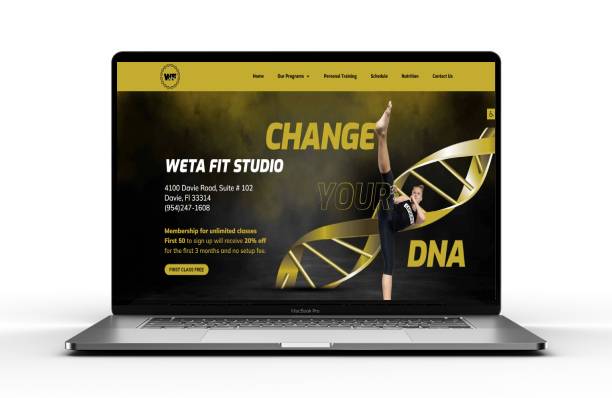 Home Our Programs Personal Training Schedule Nutrition Contact Us
CHANGE
WETA FIT STUDIO
YOUR
4100 Davie Road, Suite # 102
Davie, Fl 33314
(954)247-1608
Membership for unlimited classes
First 50 to sign up will receive 20% off
for the first 3 months and no setup fee.
DNA
FIRST CLASS FREE
MacBook Pro